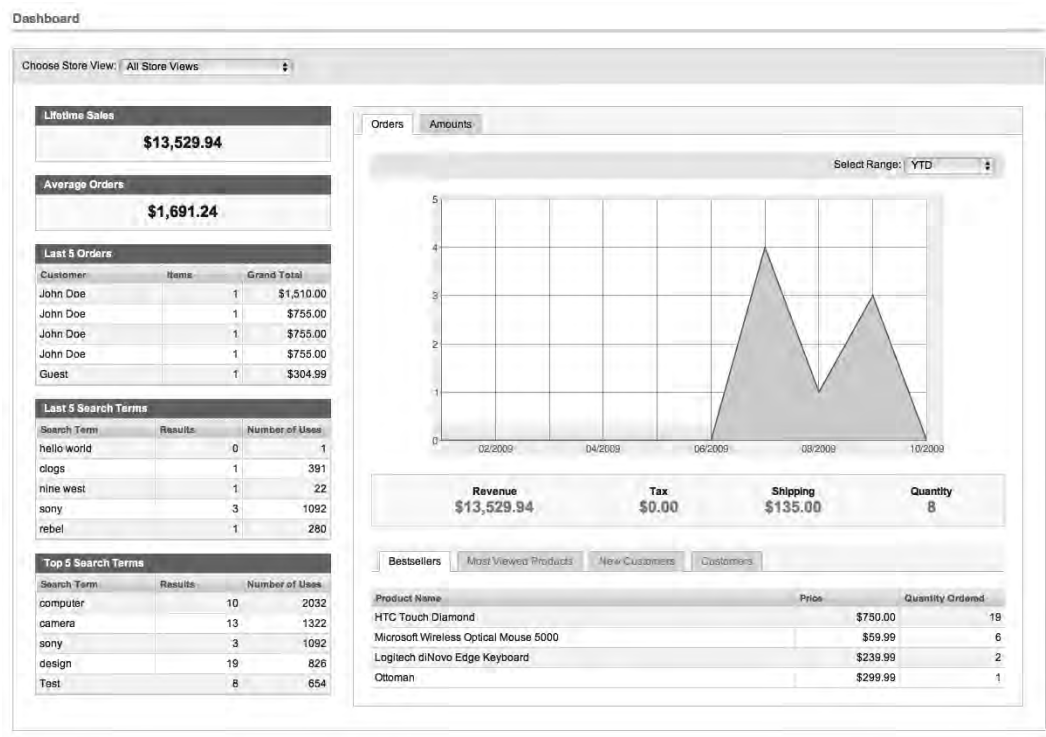 Dashboard
Choose Store View: All Store Views
Lifetime Sales
$13,529.94
Average Orders
$1,691.24
Last 5 Orders
Customer Items Grand Total
John Doe 1 $1,510.00
John Doe 1 $755.00
John Doe 1 $755.00
John Doe 1 $755.00
Guest 1 $304.99
Last 5 Search Terms
Search Term Results Number of Uses
hello world 0 1
clogs 1 391
nine west 1 22
sony 3 1092
rebel 1 280
Top 5 Search Terms
Search Term Results Number of Uses
computer 10 2032
camera 13 1322
sony 3 1092
design 19 826
Test 8 654
Orders Amounts
Select Range: YTD
5
4
3
2
1
0
02/2009 04/2009 06/2009 08/2009 10/2009
Revenue Tax Shipping Quantity
$13,529.94 $0.00 $135.00 8
Bestsellers Most Viewed Products New Customers Customers
Product Name Price Quantity Ordered
HTC Touch Diamond $750.00 19
Microsoft Wireless Optical Mouse 5000 $59.99 6
Logitech diNovo Edge Keyboard $239.99 2
Ottoman $299.99 1